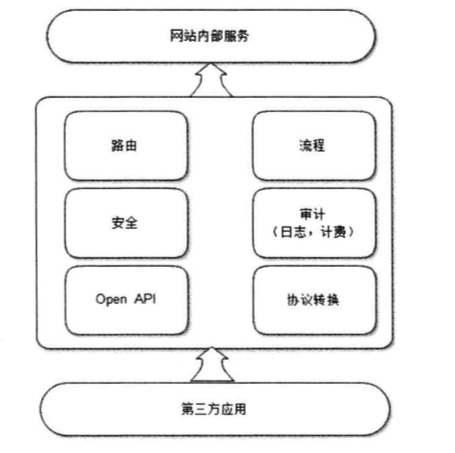 网站内部服务
路由
流程
安全
审计
（日志，计费）
Open API
协议转换
第三方应用